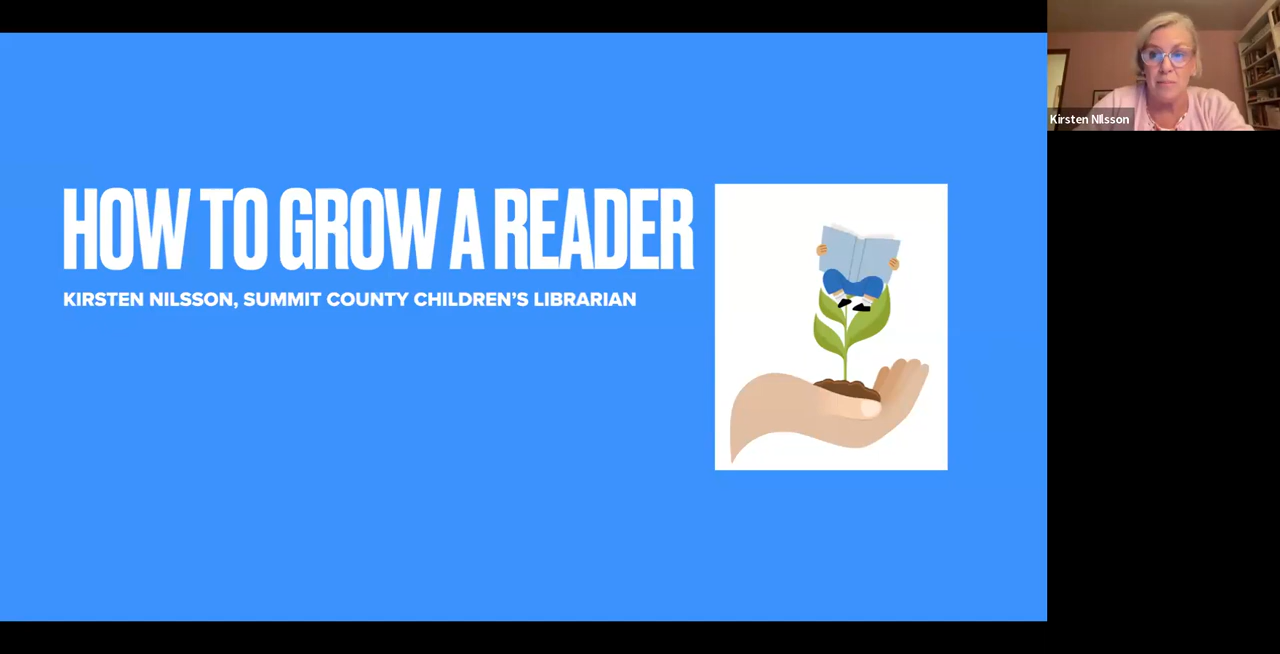 HOW TO GROW A READER
KIRSTEN NILSSON, SUMMIT COUNTY CHILDREN'S LIBRARIAN
Kirsten NIlsson